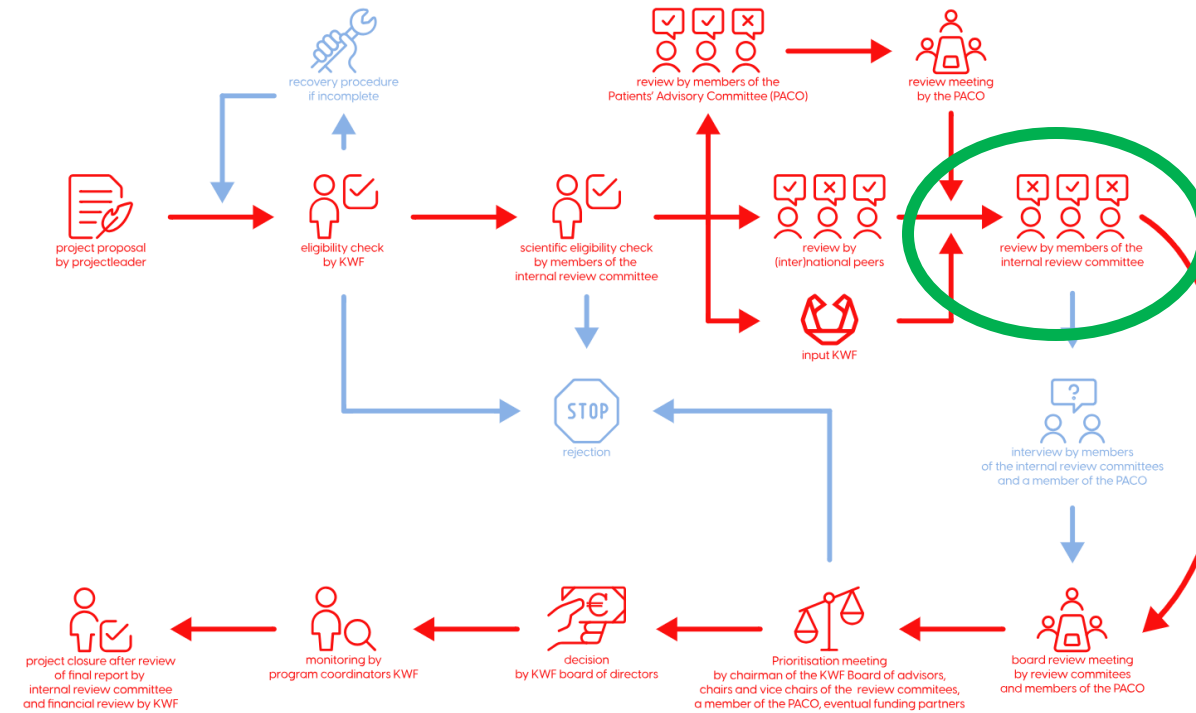 recovery procedure
if incomplete
review by members of the
Patients' Advisory Committee (PACO)
review meeting
by the PACO
project proposal
by projectleader
eligibility check
by KWF
scientific eligibility check
by members of the
internal review committee
review by
(inter)national peers
review by members of the
internal review committee
input KWF
STOP
rejection
?
interview by members
of the internal review committees
and a member of the PACO
project closure after review
of final report by
internal review committee
and financial review by KWF
monitoring by
program coordinators KWF
€
decision
by KWF board of directors
Prioritisation meeting
by chairman of the KWF Board of advisors,
chairs and vice chairs of the review commitees,
a member of the PACO, eventual funding partners
board review meeting
by review commitees
and members of the PACO